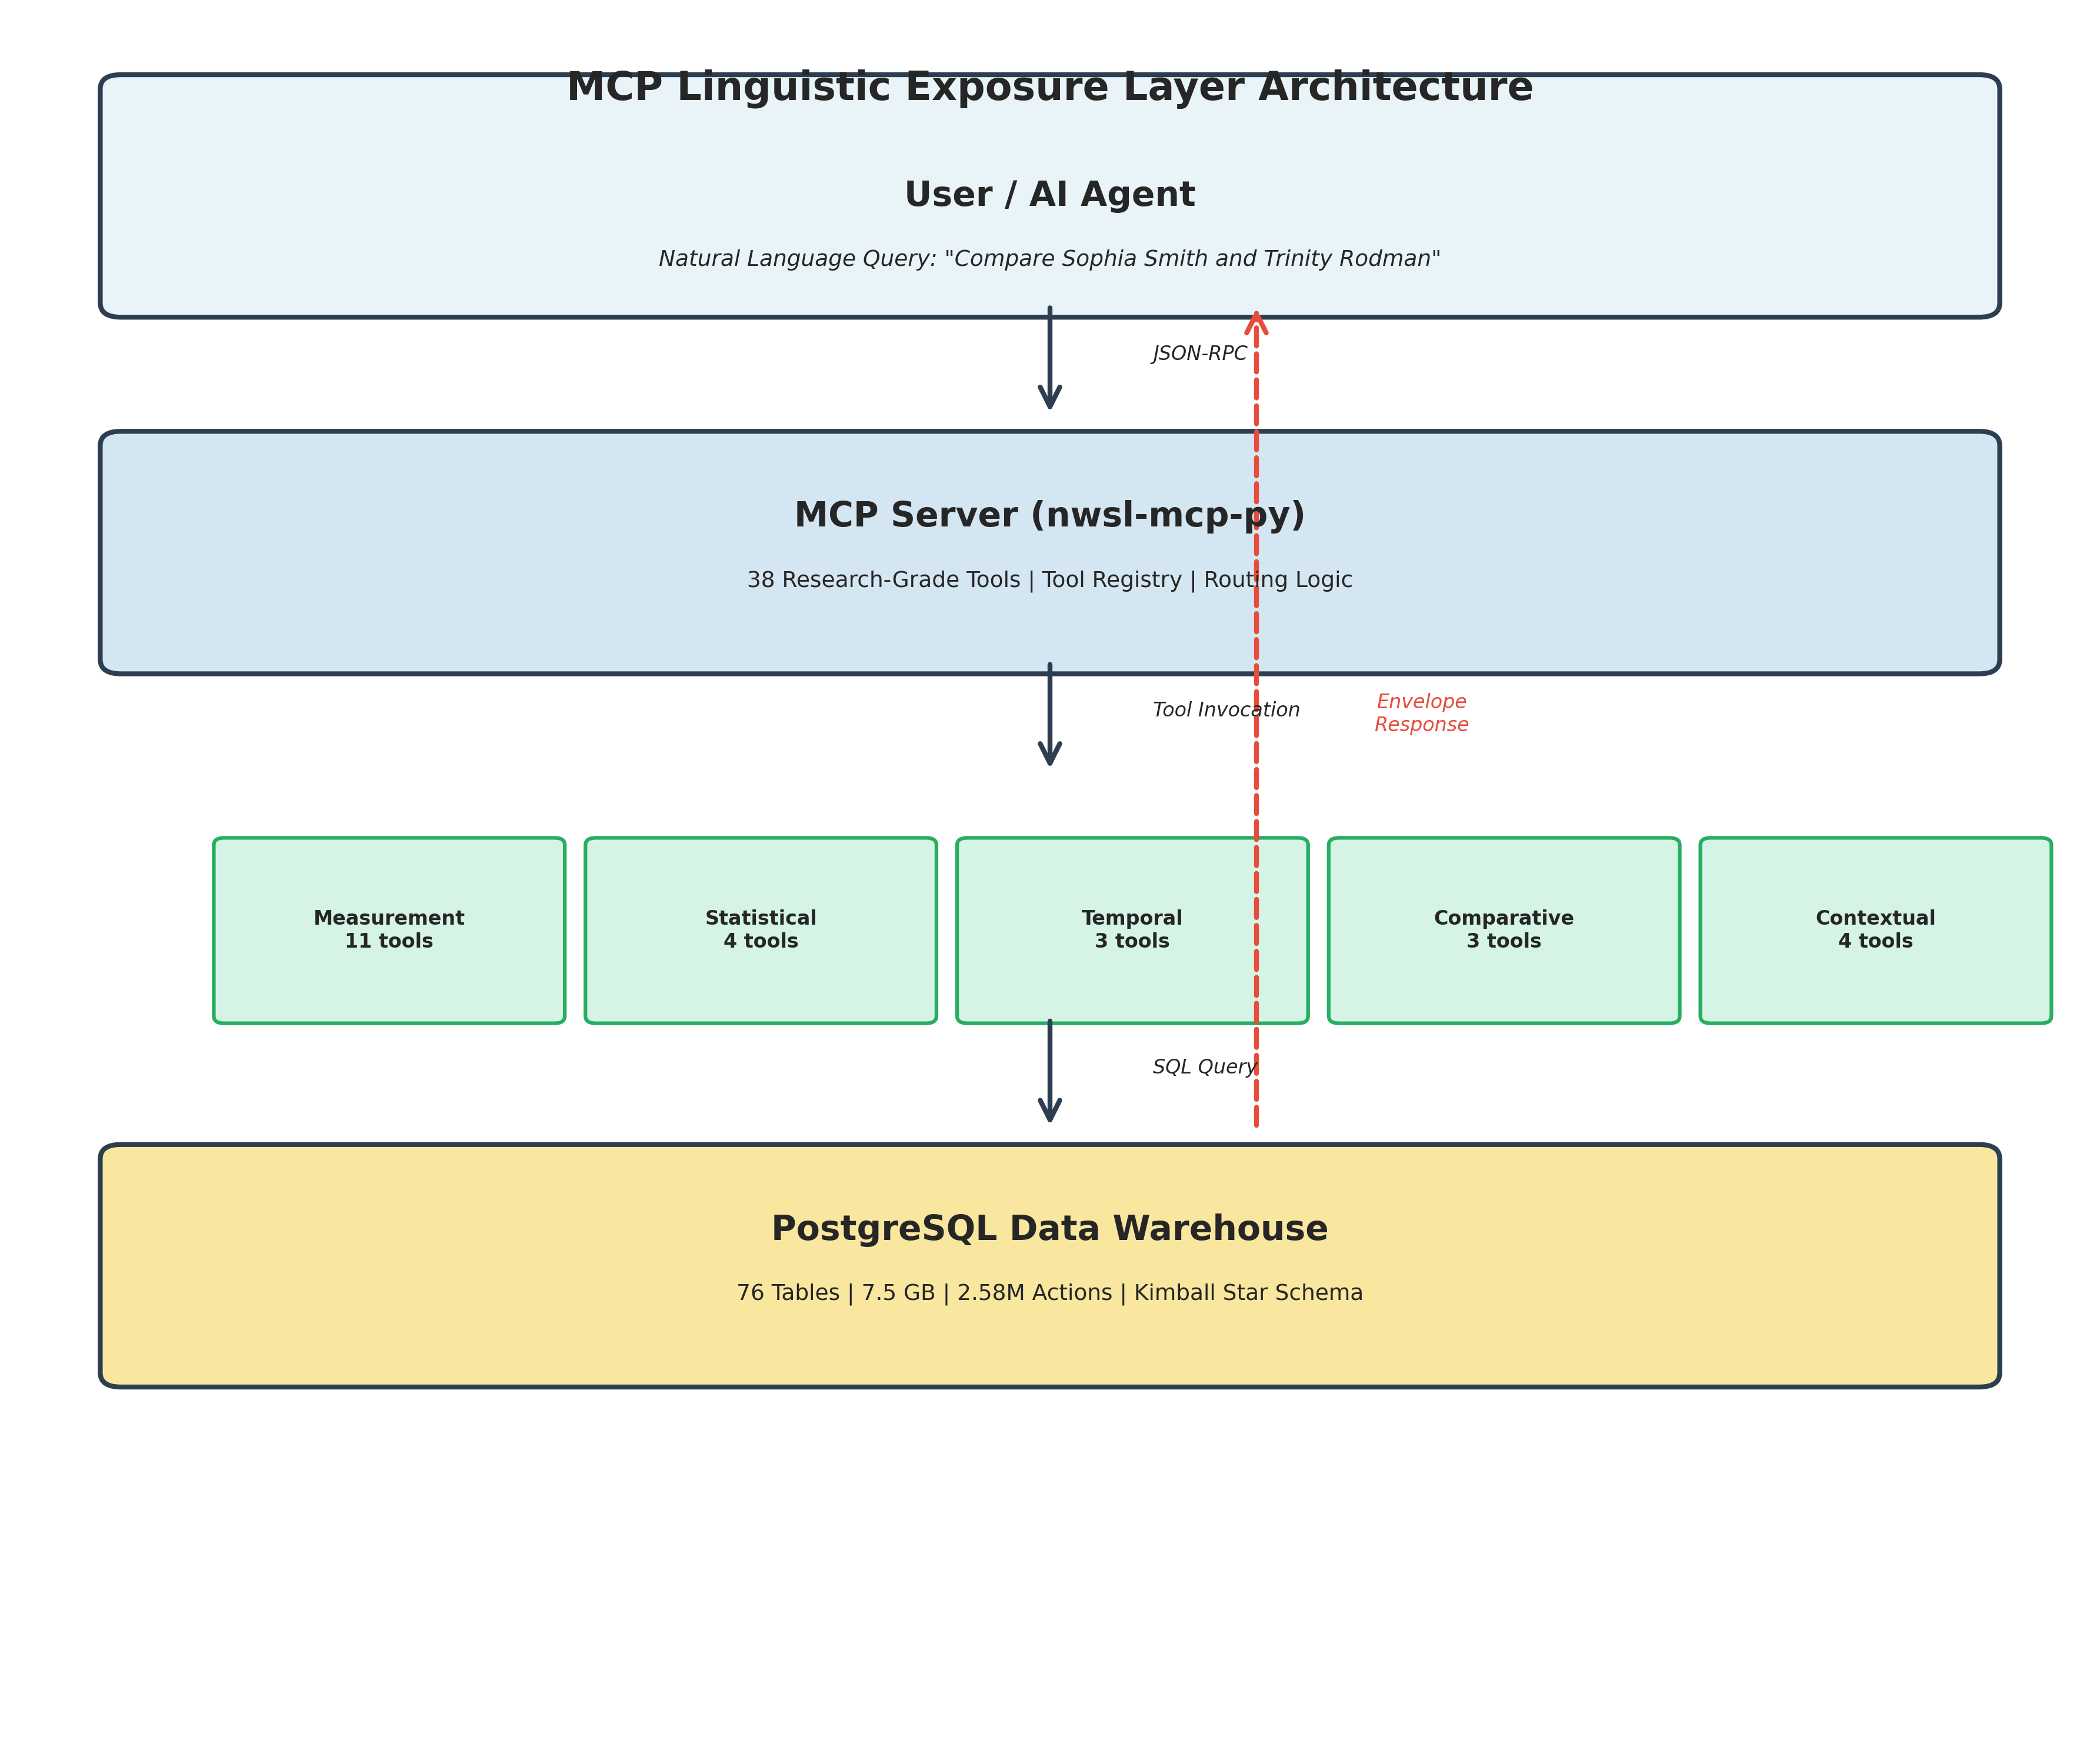 MCP Linguistic Exposure Layer Architecture
User / AI Agent
Natural Language Query: "Compare Sophia Smith and Trinity Rodman"
JSON-RPC
MCP Server (nwsl-mcp-py)
38 Research-Grade Tools | Tool Registry | Routing Logic
Tool Invocation
Envelope
Response
Measurement
11 tools
Statistical
4 tools
Temporal
3 tools
Comparative
3 tools
Contextual
4 tools
SQL Query
PostgreSQL Data Warehouse
76 Tables | 7.5 GB | 2.58M Actions | Kimball Star Schema